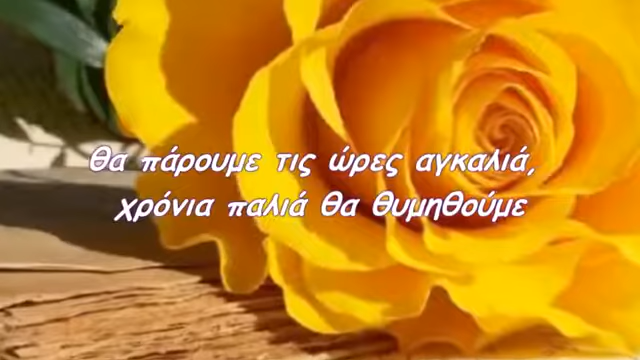 θα πάρουμε τις ώρες αγκαλιά,
χρόνια παλιά θα θυμηθούμε